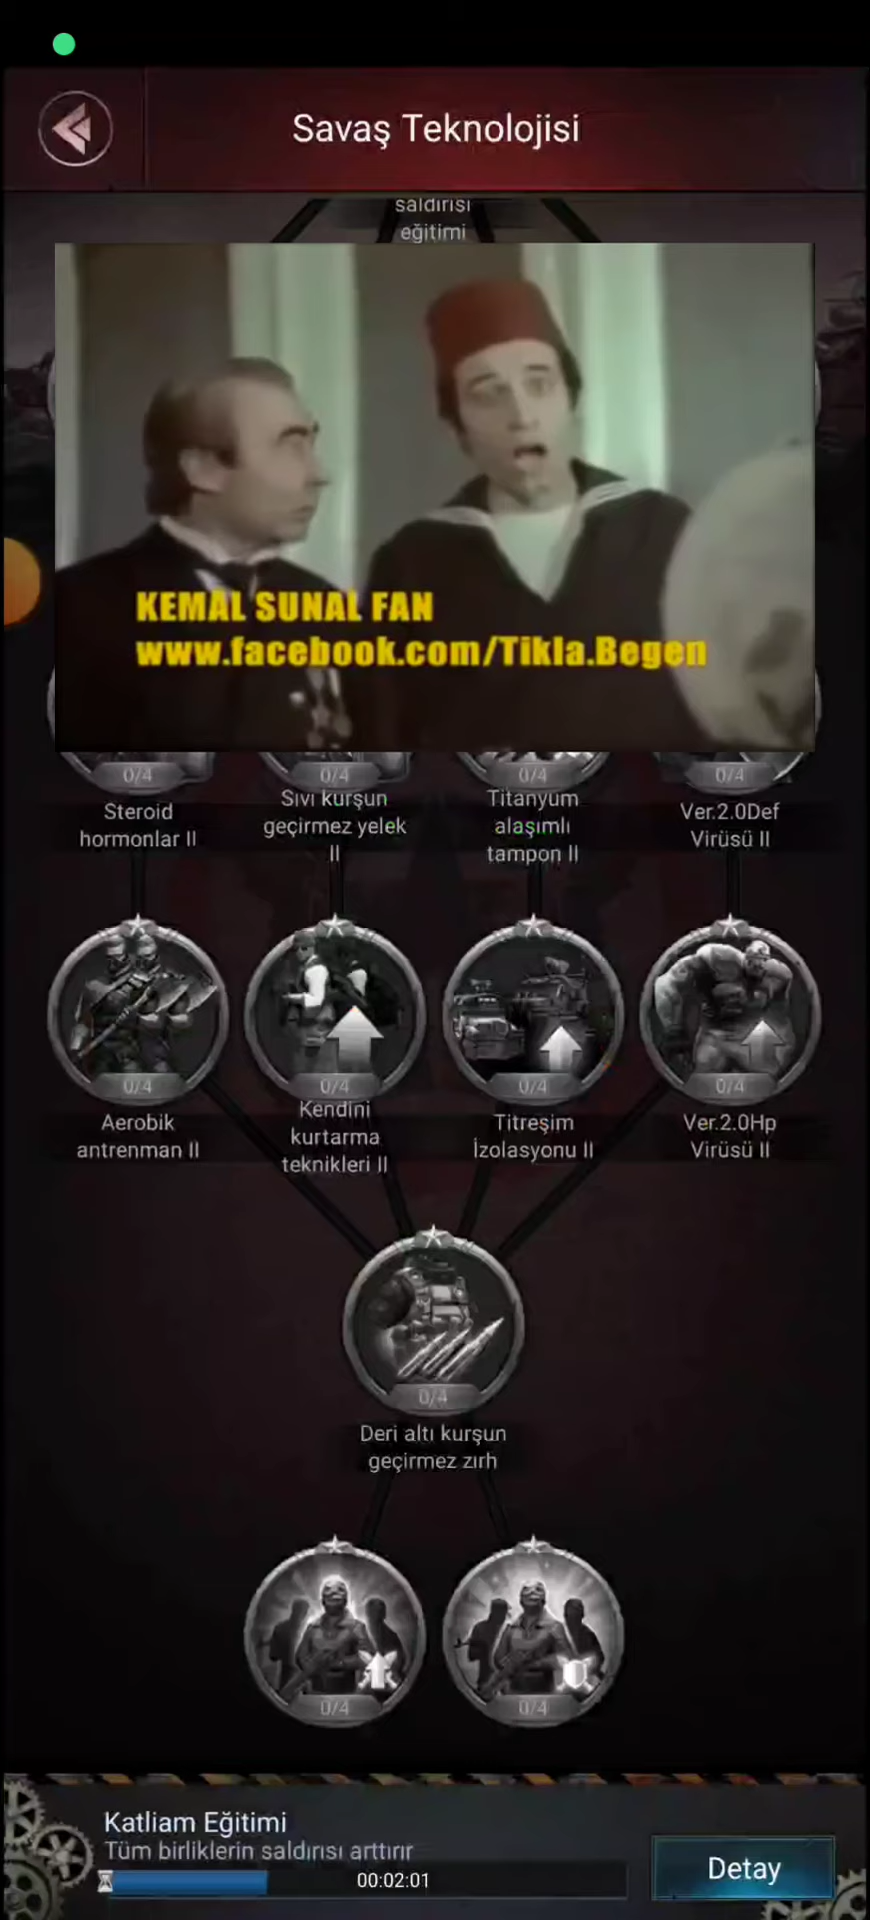 Savaş Teknolojisi
saldırısı
eğitimi
KEMAL SUNAL FAN
www.facebook.com/Tikla.Begen
0/4
0/4
0/4
0/4
Steroid
hormonlar II
Sıvı kurşun
geçirmez yelek
II
Titanyum
alaşımlı
tampon II
Ver.2.0Def
Virüsü II
0/4
0/4
0/4
0/4
Aerobik
antrenman II
Kendini
kurtarma
teknikleri II
Titreşim
İzolasyonu II
Ver.2.0Hp
Virüsü II
0/4
Deri altı kurşun
geçirmez zırh
0/4
0/4
Katliam Eğitimi
Tüm birliklerin saldırısı arttırır
00:02:01
Detay